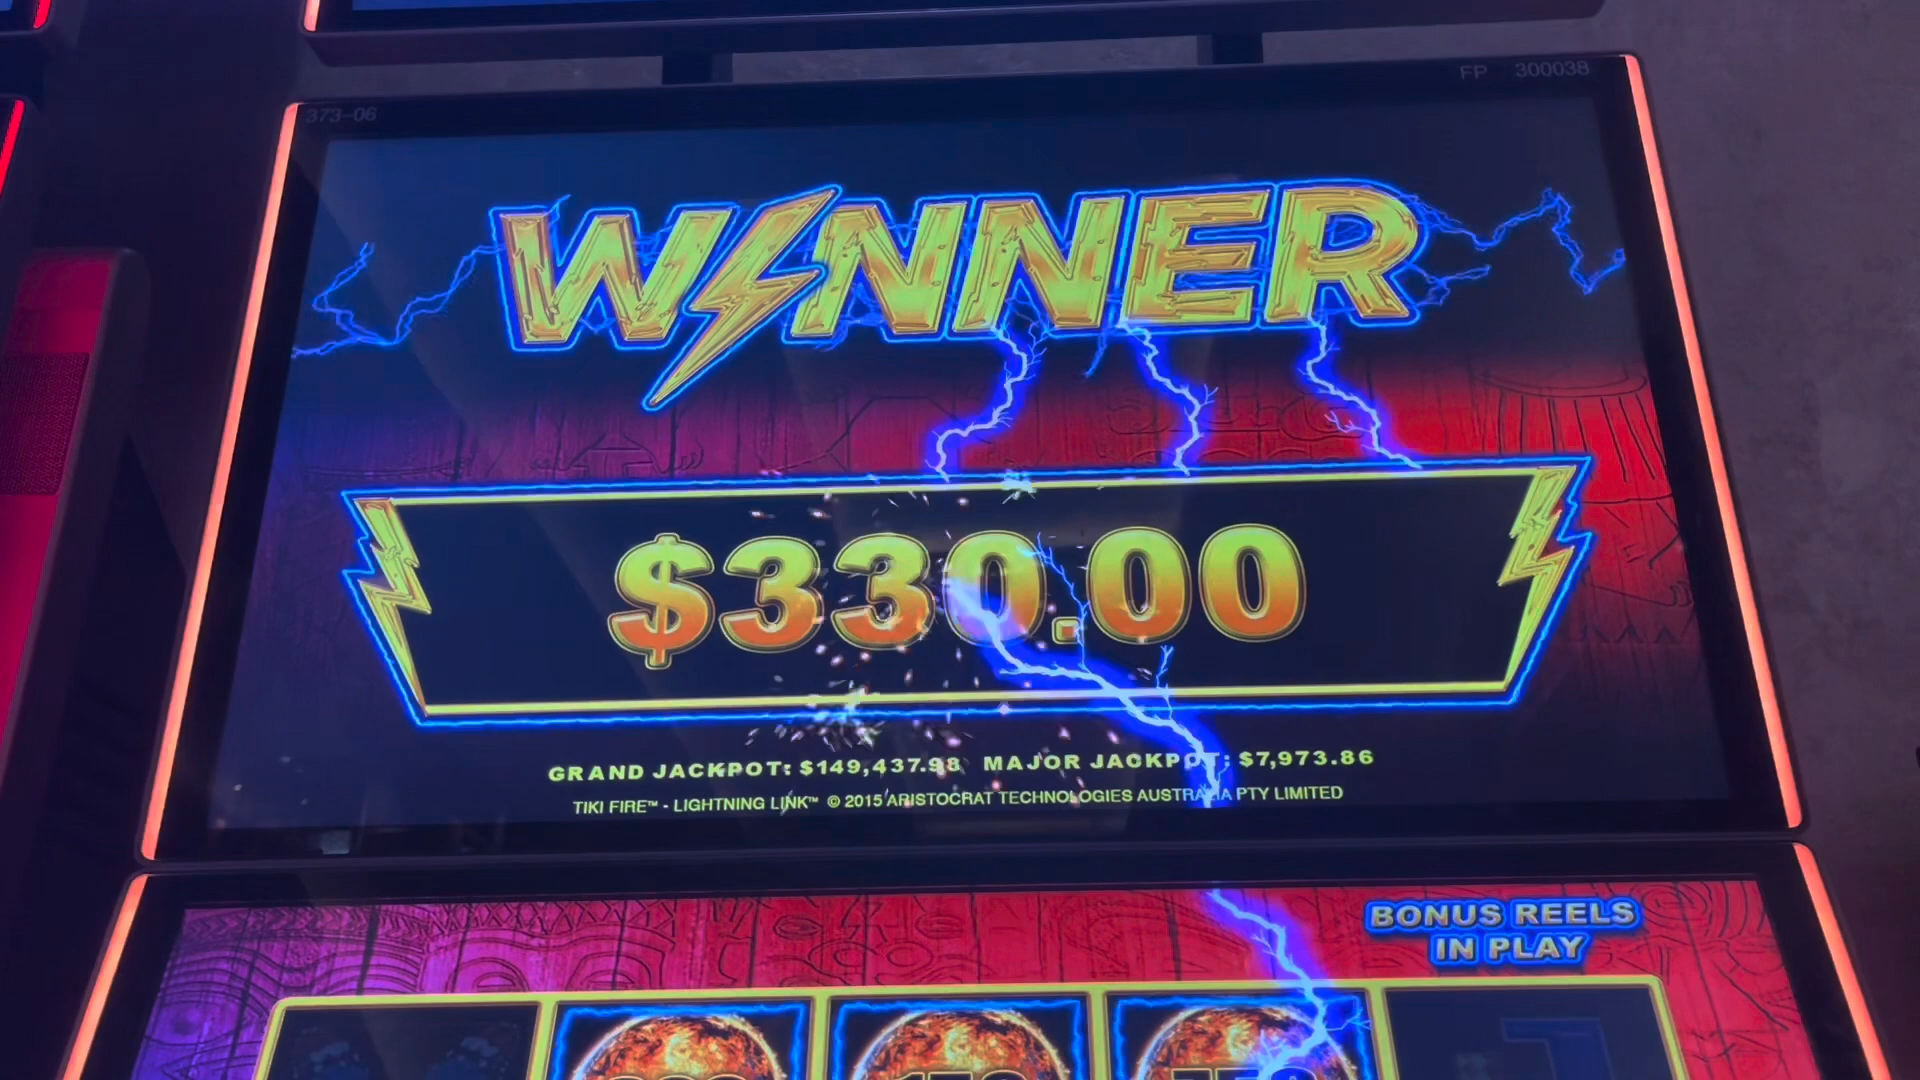 373-06
FP 300038
WINNER
$330.00
GRAND JACKPOT: $149,437.98 MAJOR JACKPOT: $7,973.86
TIKI FIRE™ - LIGHTNING LINK™ © 2015 ARISTOCRAT TECHNOLOGIES AUSTRALIA PTY LIMITED
BONUS REELS
IN PLAY